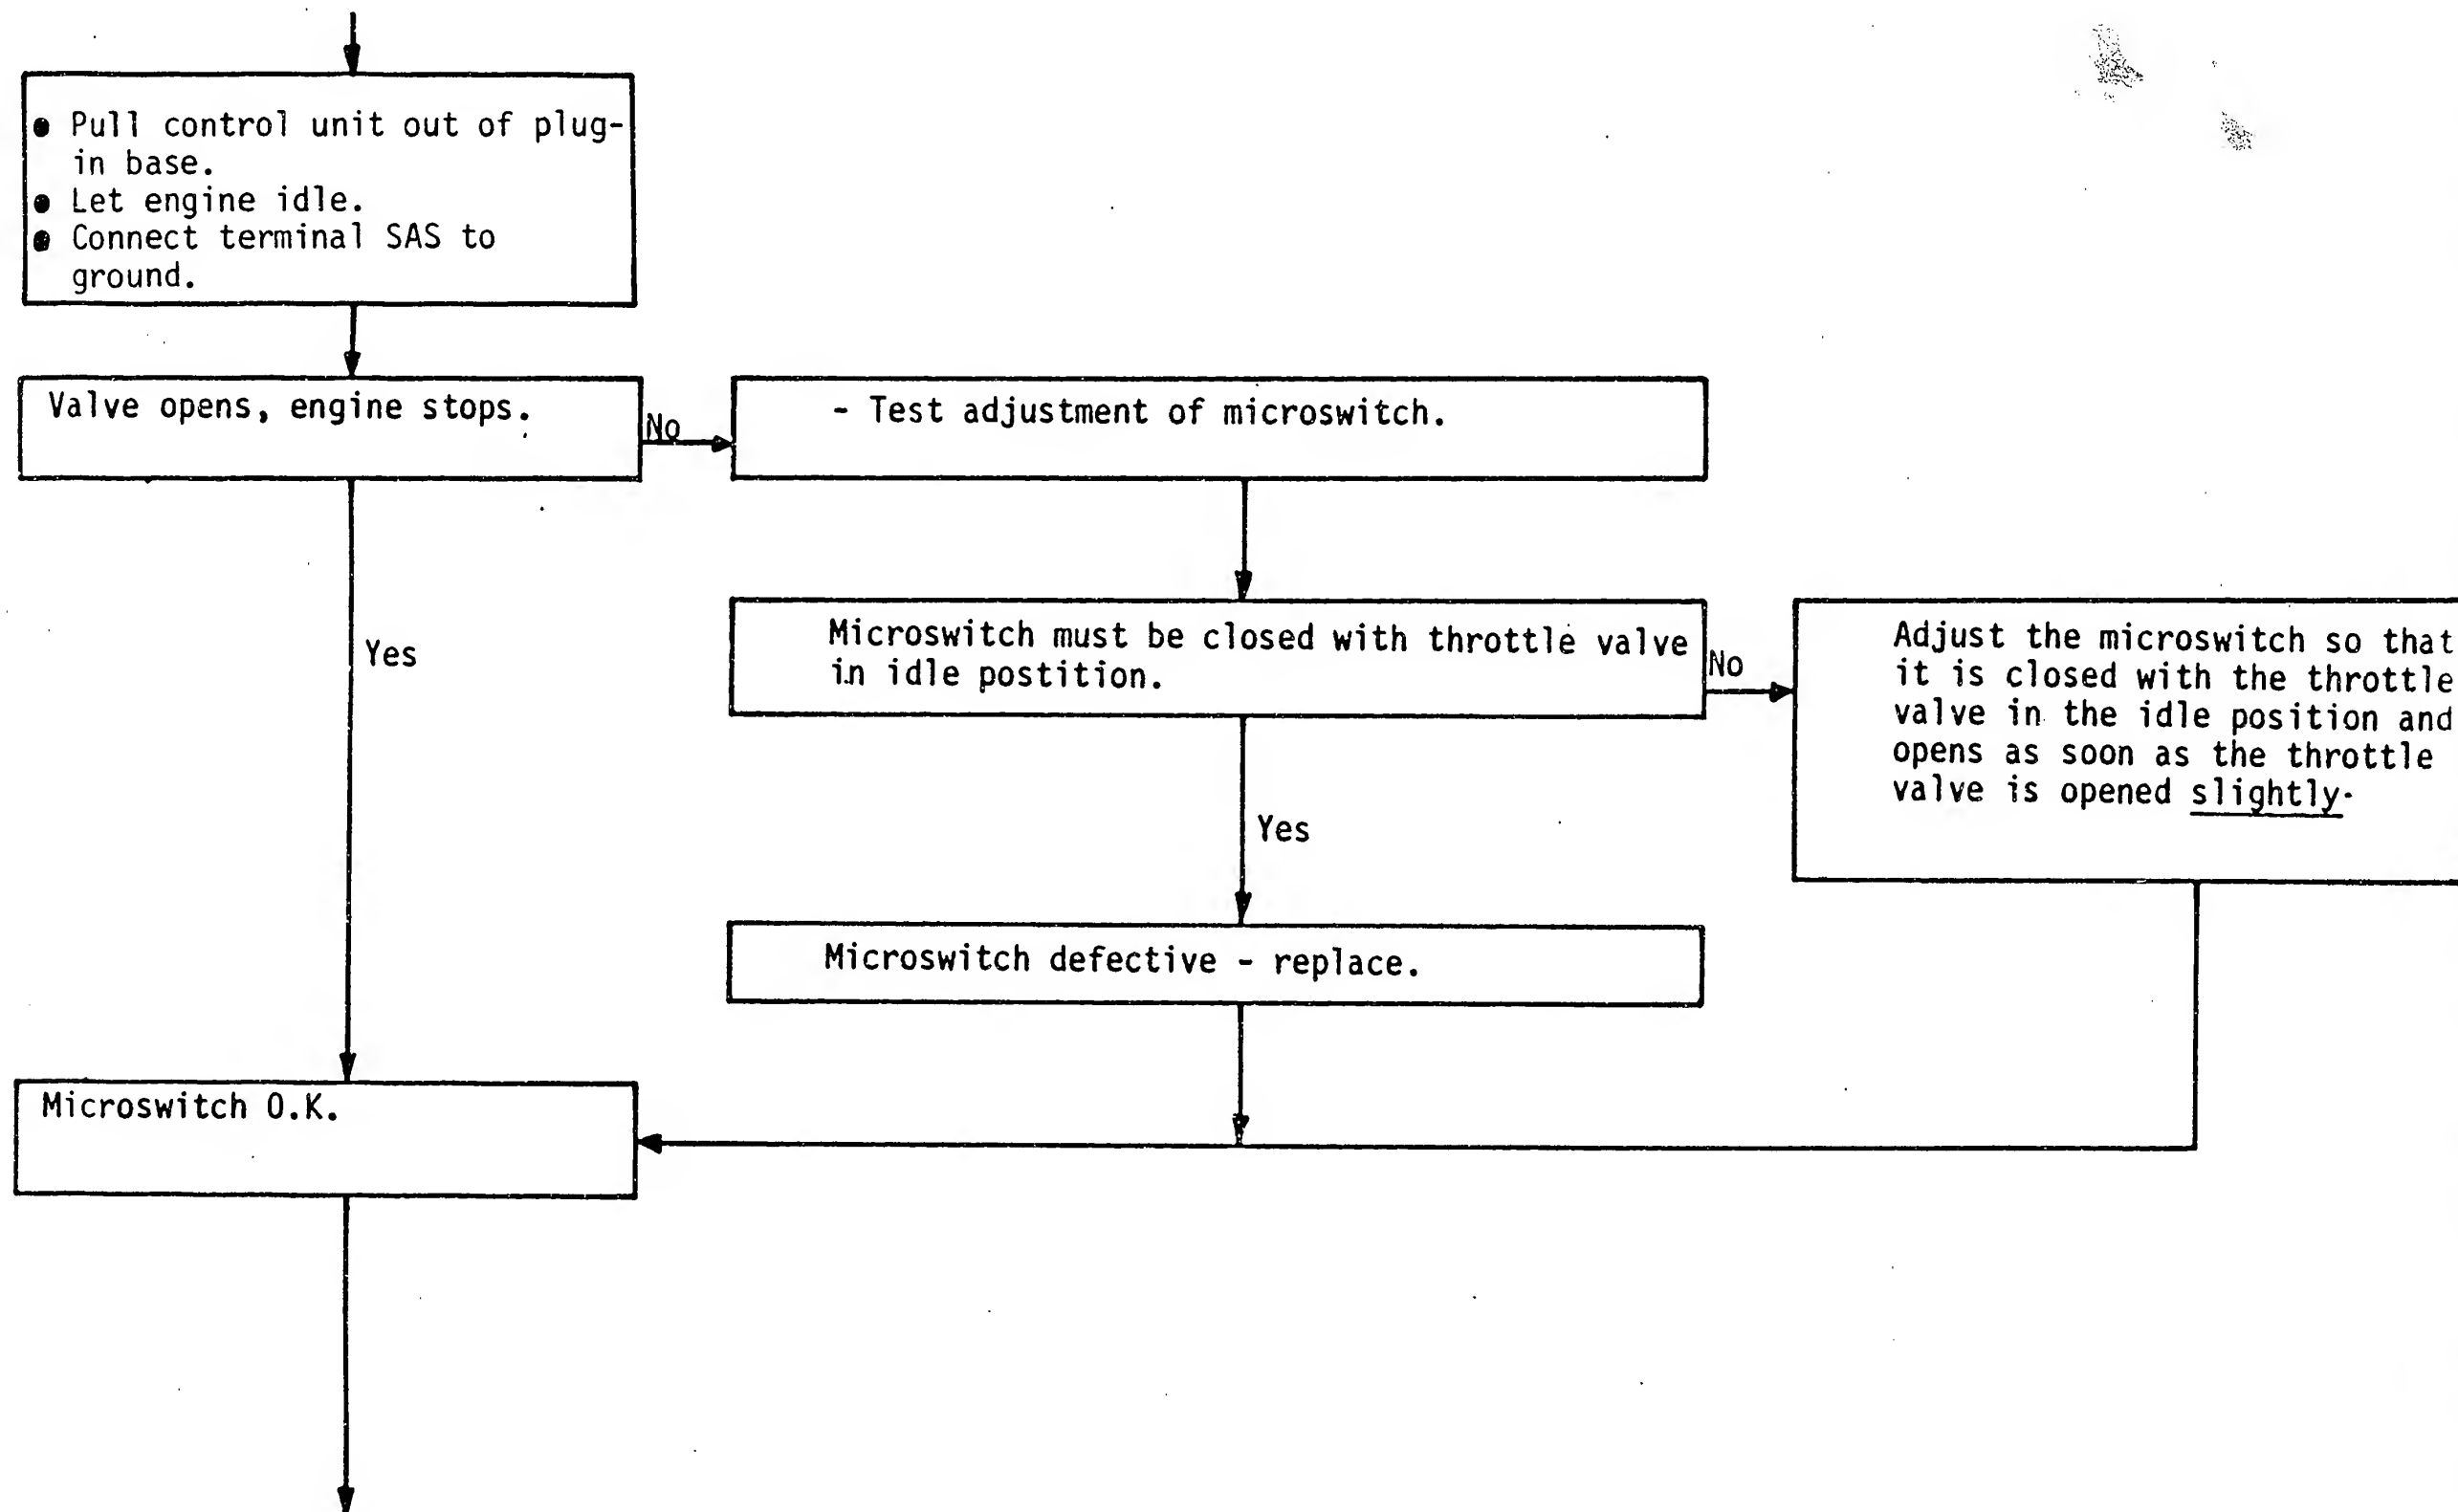 ● Pull control unit out of plug-
in base.
● Let engine idle.
● Connect terminal SAS to
ground.
Valve opens, engine stops.
No
- Test adjustment of microswitch.
Yes
Microswitch must be closed with throttle valve
in idle postition.
No
Adjust the microswitch so that
it is closed with the throttle
valve in the idle position and
opens as soon as the throttle
valve is opened slightly.
Yes
Microswitch defective - replace.
Microswitch O.K.